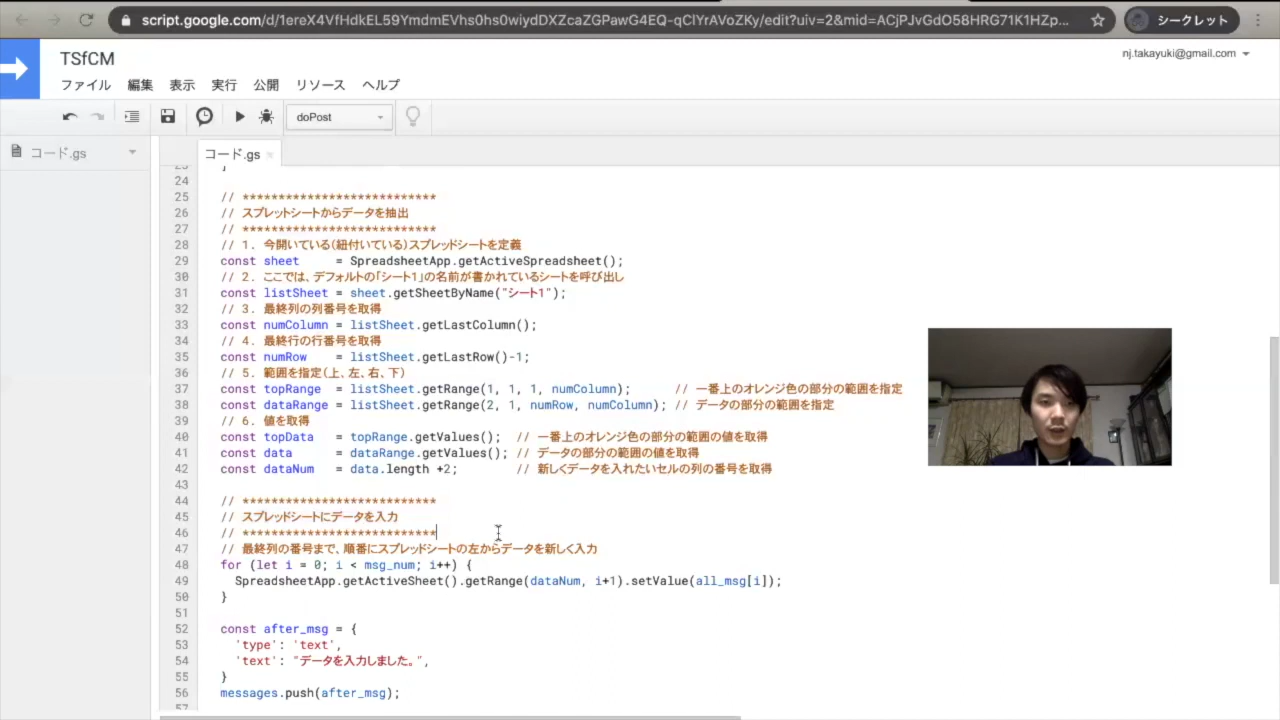 script.google.com/d/1ereX4VfHdkEL59YmdmEVhs0hs0wiydDXZcaZGPawG4EQ-qClYrAVoZKy/edit?uiv=2&mid=ACjPJvGdO58HRG71K1HZp...
シークレット
TSfCM
nj.takayuki@gmail.com
ファイル 編集 表示 実行 公開 リソース ヘルプ
doPost
コード.gs
コード.gs
23 }
24
25 // ***************************
26 // スプレットシートからデータを抽出
27 // ***************************
28 // 1. 今開いている(紐付いている)スプレッドシートを定義
29 const sheet     = SpreadsheetApp.getActiveSpreadsheet();
30 // 2. ここでは、デフォルトの「シート1」の名前が書かれているシートを呼び出し
31 const listSheet = sheet.getSheetByName("シート1");
32 // 3. 最終列の列番号を取得
33 const numColumn = listSheet.getLastColumn();
34 // 4. 最終行の行番号を取得
35 const numRow    = listSheet.getLastRow()-1;
36 // 5. 範囲を指定(上、左、右、下)
37 const topRange  = listSheet.getRange(1, 1, 1, numColumn);      // 一番上のオレンジ色の部分の範囲を指定
38 const dataRange = listSheet.getRange(2, 1, numRow, numColumn); // データの部分の範囲を指定
39 // 6. 値を取得
40 const topData   = topRange.getValues();  // 一番上のオレンジ色の部分の範囲の値を取得
41 const data      = dataRange.getValues(); // データの部分の範囲の値を取得
42 const dataNum   = data.length +2;        // 新しくデータを入れたいセルの列の番号を取得
43
44 // ***************************
45 // スプレッドシートにデータを入力
46 // ***************************
47 // 最終列の番号まで、順番にスプレッドシートの左からデータを新しく入力
48 for (let i = 0; i < msg_num; i++) {
49   SpreadsheetApp.getActiveSheet().getRange(dataNum, i+1).setValue(all_msg[i]);
50 }
51
52 const after_msg = {
53   'type': 'text',
54   'text': "データを入力しました。",
55 }
56 messages.push(after_msg);
57